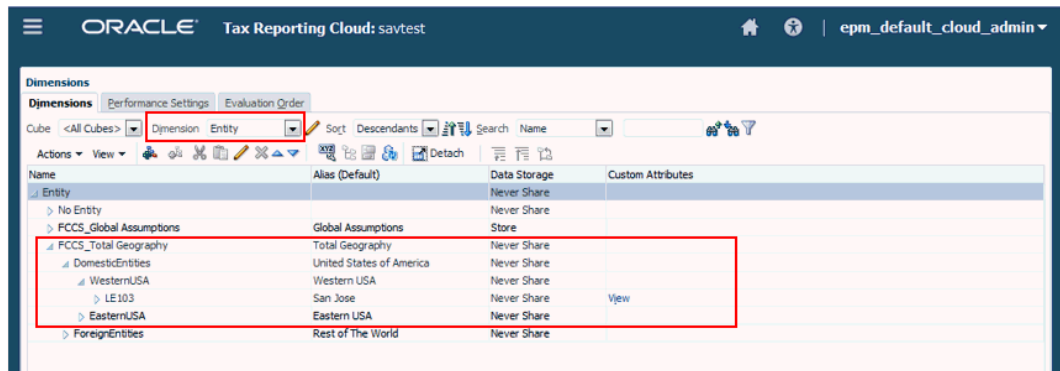 ORACLE Tax Reporting Cloud: savtest | epm_default_cloud_admin
Dimensions
Dimensions Performance Settings Evaluation Order
Cube <All Cubes> Dimension Entity Sort Descendants Search Name
Actions View XYZ Detach
Name Alias (Default) Data Storage Custom Attributes
Entity Never Share
No Entity Never Share
FCCS_Global Assumptions Global Assumptions Store
FCCS_Total Geography Total Geography Never Share
DomesticEntities United States of America Never Share
WesternUSA Western USA Never Share
LE103 San Jose Never Share View
EasternUSA Eastern USA Never Share
ForeignEntities Rest of The World Never Share